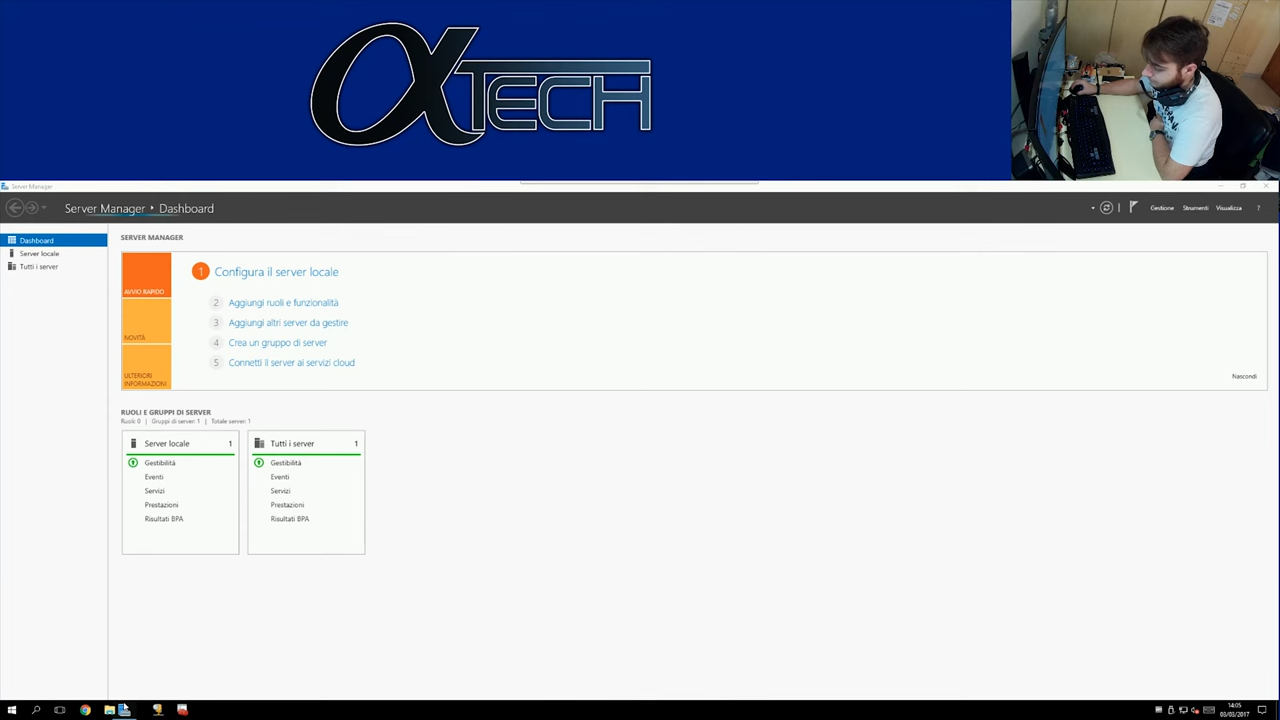 αTECH
Server Manager
Server Manager ▸ Dashboard
Gestione
Strumenti
Visualizza
?
Dashboard
Server locale
Tutti i server
SERVER MANAGER
AVVIO RAPIDO
NOVITÀ
ULTERIORI
INFORMAZIONI
1 Configura il server locale
2 Aggiungi ruoli e funzionalità
3 Aggiungi altri server da gestire
4 Crea un gruppo di server
5 Connetti il server ai servizi cloud
Nascondi
RUOLI E GRUPPI DI SERVER
Ruoli: 0 | Gruppi di server: 1 | Totale server: 1
Server locale 1
Gestibilità
Eventi
Servizi
Prestazioni
Risultati BPA
Tutti i server 1
Gestibilità
Eventi
Servizi
Prestazioni
Risultati BPA
14:05
03/03/2017